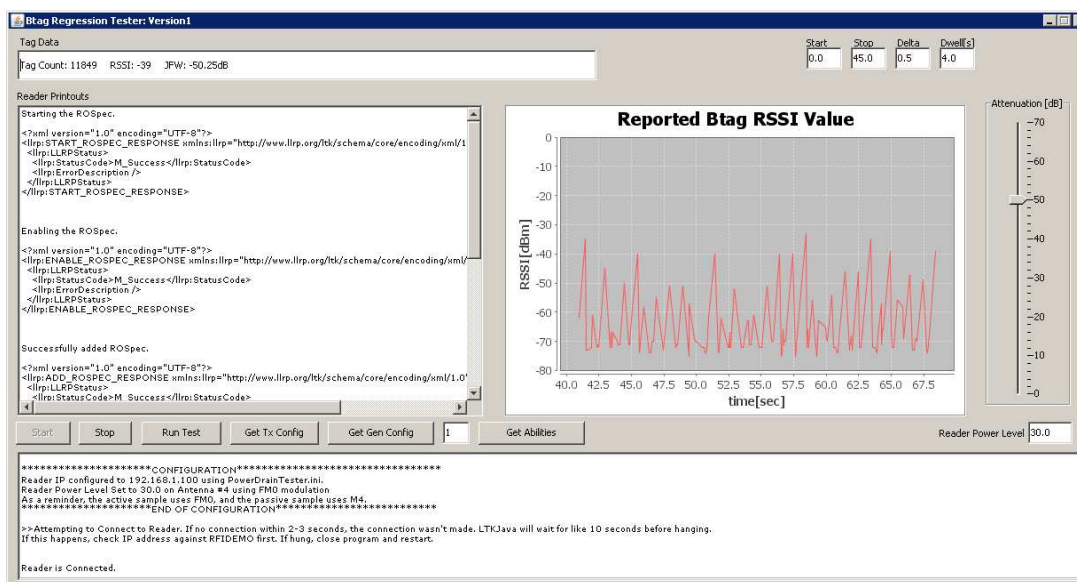 Btag Regression Tester: Version1
Tag Data
Tag Count: 11849 RSSI: -39 JFW: -50.25dB
Start Stop Delta Dwell[s]
0.0 45.0 0.5 4.0
Reader Printouts
Starting the ROSpec.
<?xml version="1.0" encoding="UTF-8"?>
<llrp:START_ROSPEC_RESPONSE xmlns:llrp="http://www.llrp.org/ltk/schema/core/encoding/xml/1
<llrp:LLRPStatus>
<llrp:StatusCode>M_Success</llrp:StatusCode>
<llrp:ErrorDescription />
</llrp:LLRPStatus>
</llrp:START_ROSPEC_RESPONSE>
Enabling the ROSpec.
<?xml version="1.0" encoding="UTF-8"?>
<llrp:ENABLE_ROSPEC_RESPONSE xmlns:llrp="http://www.llrp.org/ltk/schema/core/encoding/xml/
<llrp:LLRPStatus>
<llrp:StatusCode>M_Success</llrp:StatusCode>
<llrp:ErrorDescription />
</llrp:LLRPStatus>
</llrp:ENABLE_ROSPEC_RESPONSE>
Successfully added ROSpec.
<?xml version="1.0" encoding="UTF-8"?>
<llrp:ADD_ROSPEC_RESPONSE xmlns:llrp="http://www.llrp.org/ltk/schema/core/encoding/xml/1.0"
<llrp:LLRPStatus>
<llrp:StatusCode>M_Success</llrp:StatusCode>
Reported Btag RSSI Value
RSSI[dBm]
0
-10
-20
-30
-40
-50
-60
-70
-80
40.0 42.5 45.0 47.5 50.0 52.5 55.0 57.5 60.0 62.5 65.0 67.5
time[sec]
Attenuation [dB]
70
60
50
40
30
20
10
0
Start Stop Run Test Get Tx Config Get Gen Config 1 Get Abilities
Reader Power Level 30.0
*********************CONFIGURATION*********************************
Reader IP configured to 192.168.1.100 using PowerDrainTester.ini.
Reader Power Level Set to 30.0 on Antenna #4 using FM0 modulation
As a reminder, the active sample uses FM0, and the passive sample uses M4.
*********************END OF CONFIGURATION**************************
>>Attempting to Connect to Reader. If no connection within 2-3 seconds, the connection wasn't made. LTKJava will wait for like 10 seconds before hanging.
If this happens, check IP address against RFIDEMO first. If hung, close program and restart.
Reader is Connected.